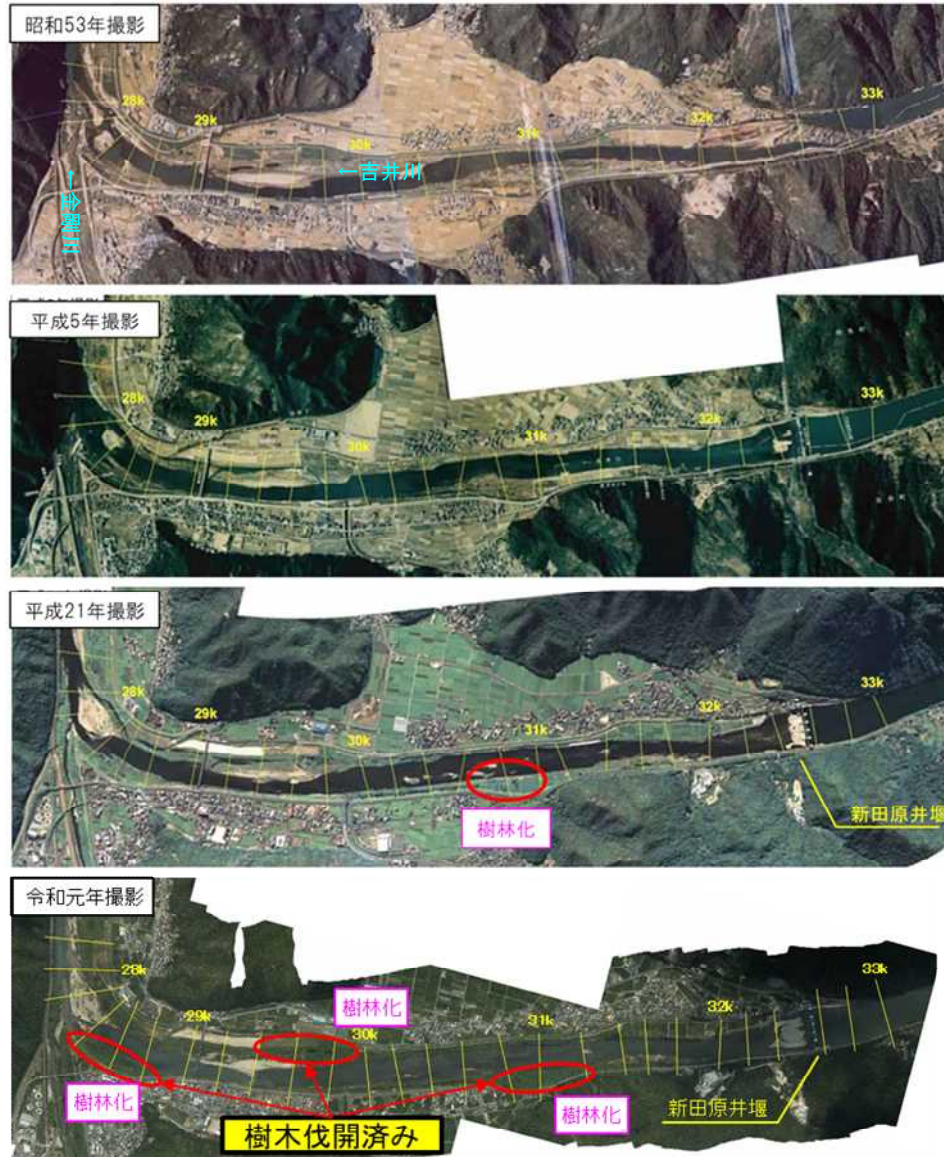 昭和53年撮影
28k
29k
30k
31k
32k
33k
←吉井川
←金剛川
平成5年撮影
28k
29k
30k
31k
32k
33k
平成21年撮影
28k
29k
30k
31k
32k
33k
樹林化
新田原井堰
令和元年撮影
28k
29k
30k
31k
32k
33k
樹林化
樹林化
樹林化
新田原井堰
樹木伐開済み